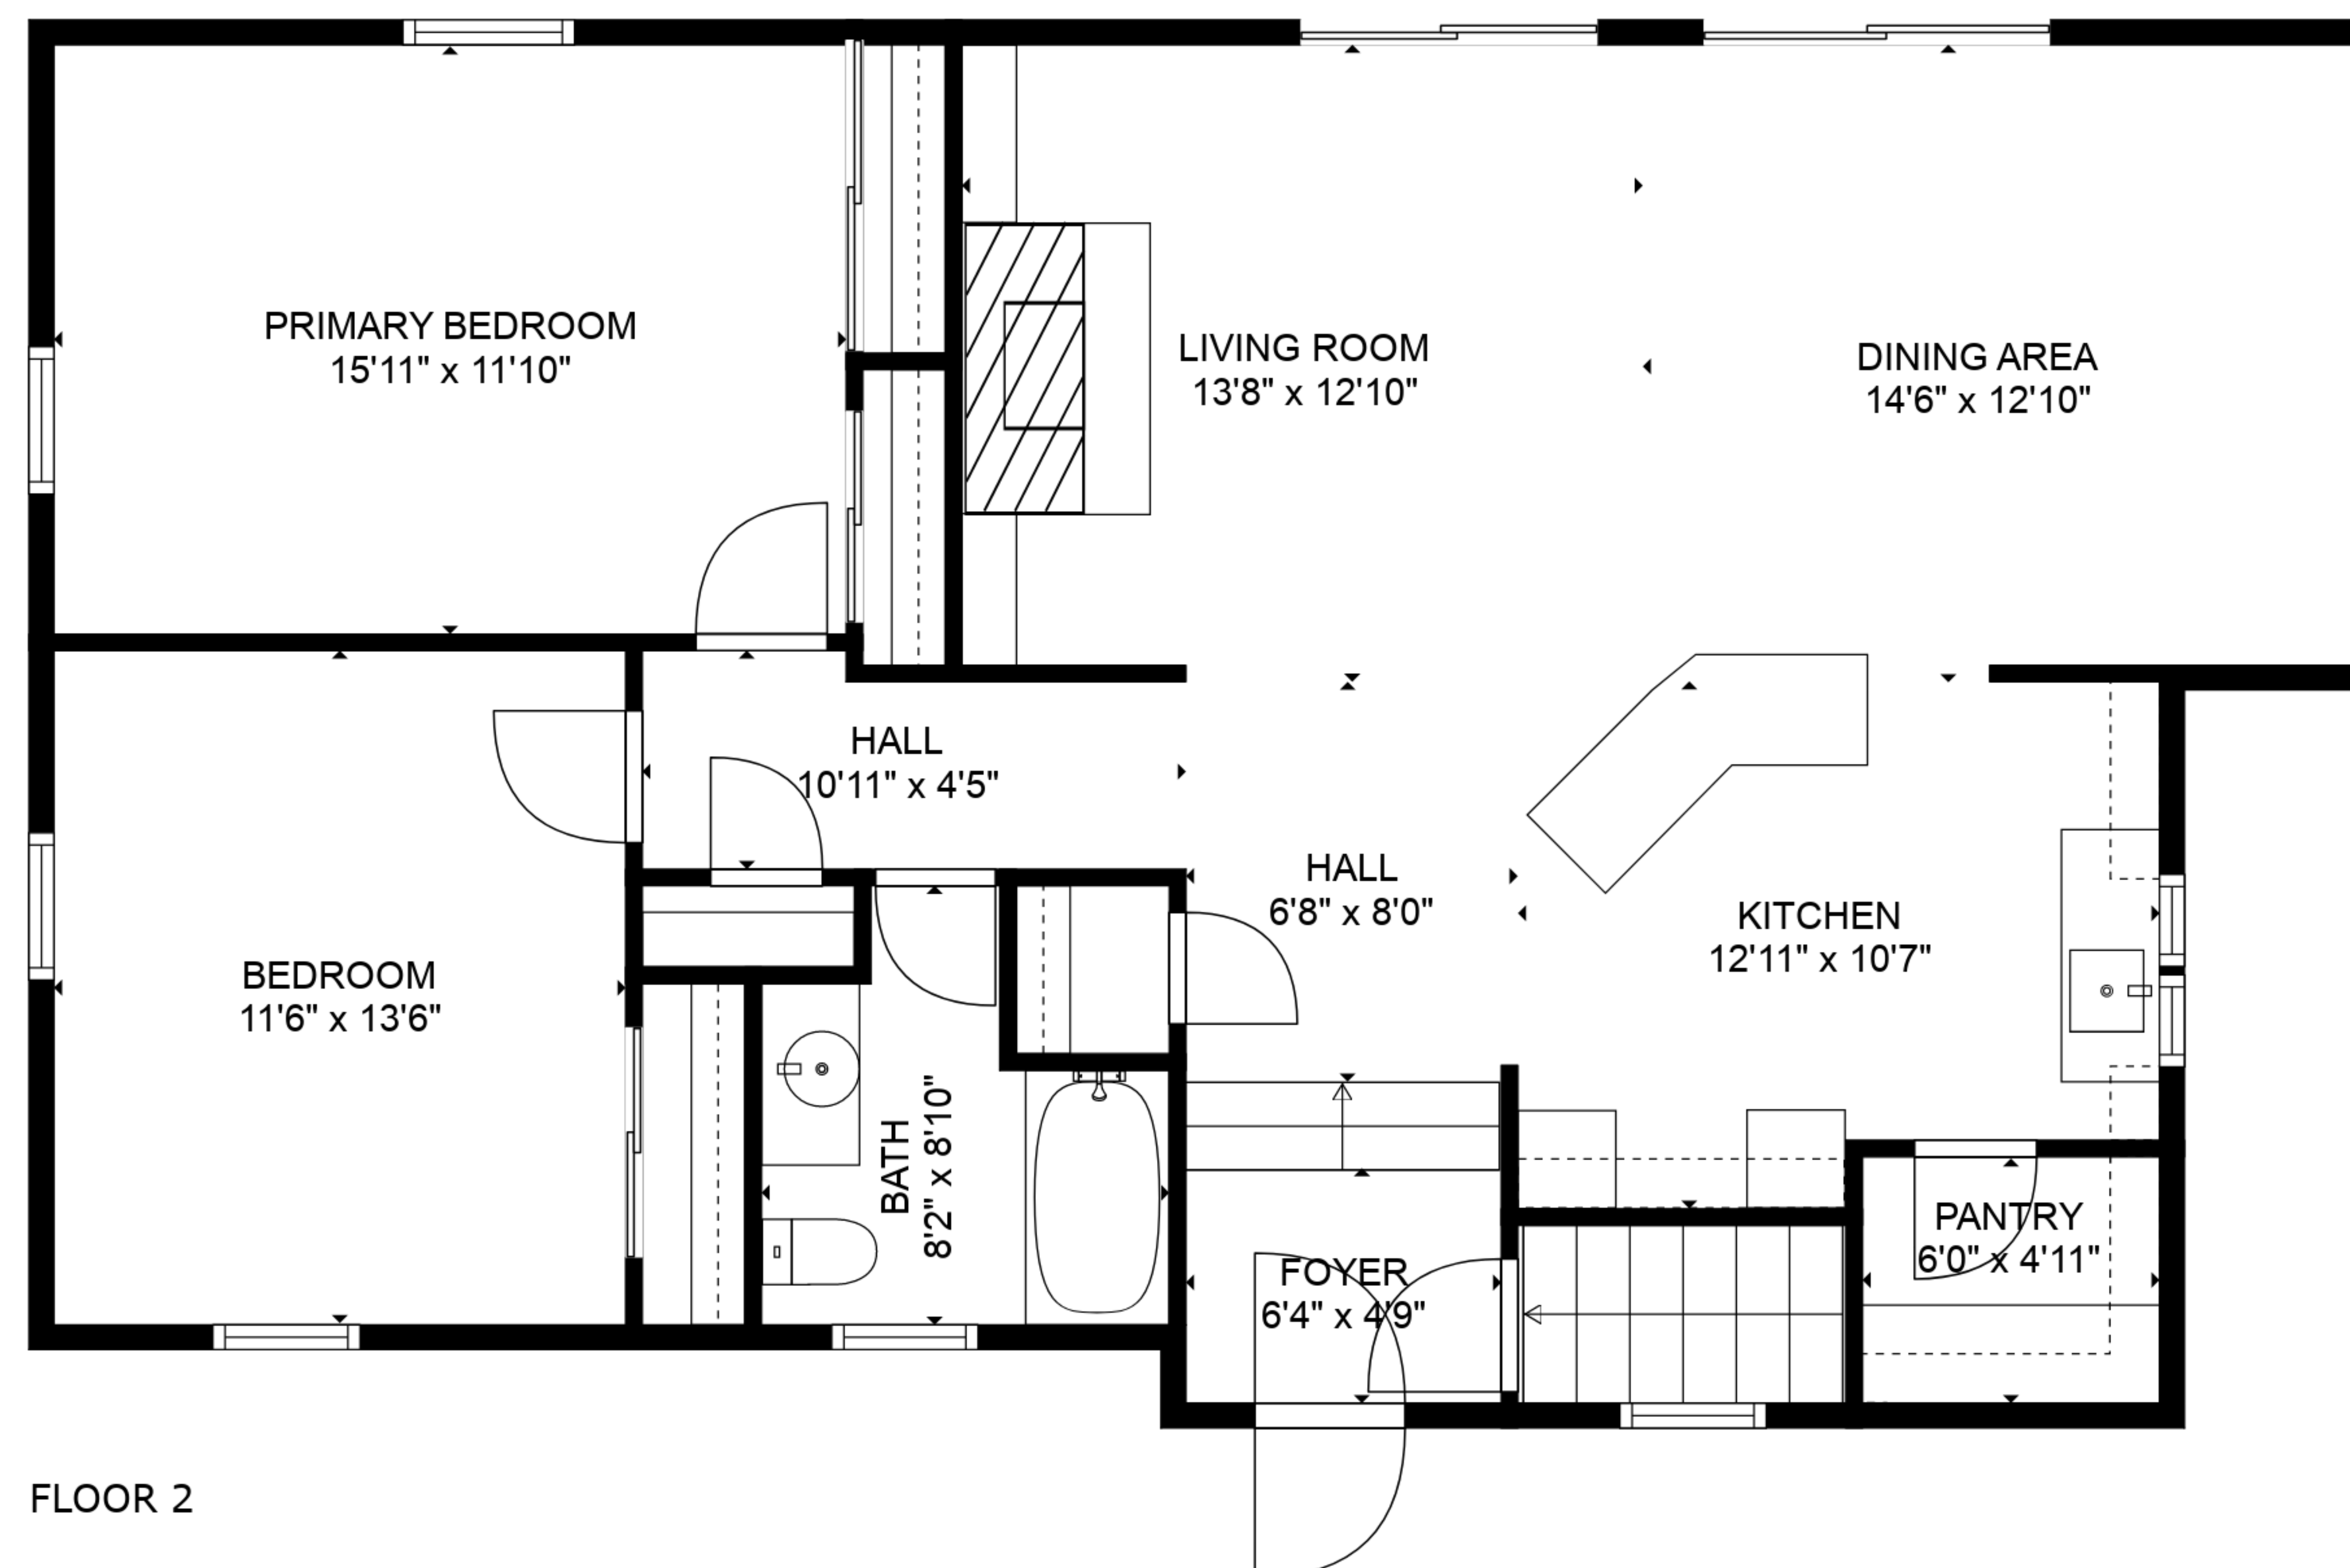 PRIMARY BEDROOM
15'11" x 11'10"
LIVING ROOM
13'8" x 12'10"
DINING AREA
14'6" x 12'10"
HALL
10'11" x 4'5"
HALL
6'8" x 8'0"
KITCHEN
12'11" x 10'7"
BEDROOM
11'6" x 13'6"
BATH
8'2" x 8'10"
FOYER
6'4" x 4'9"
PANTRY
6'0" x 4'11"
FLOOR 2